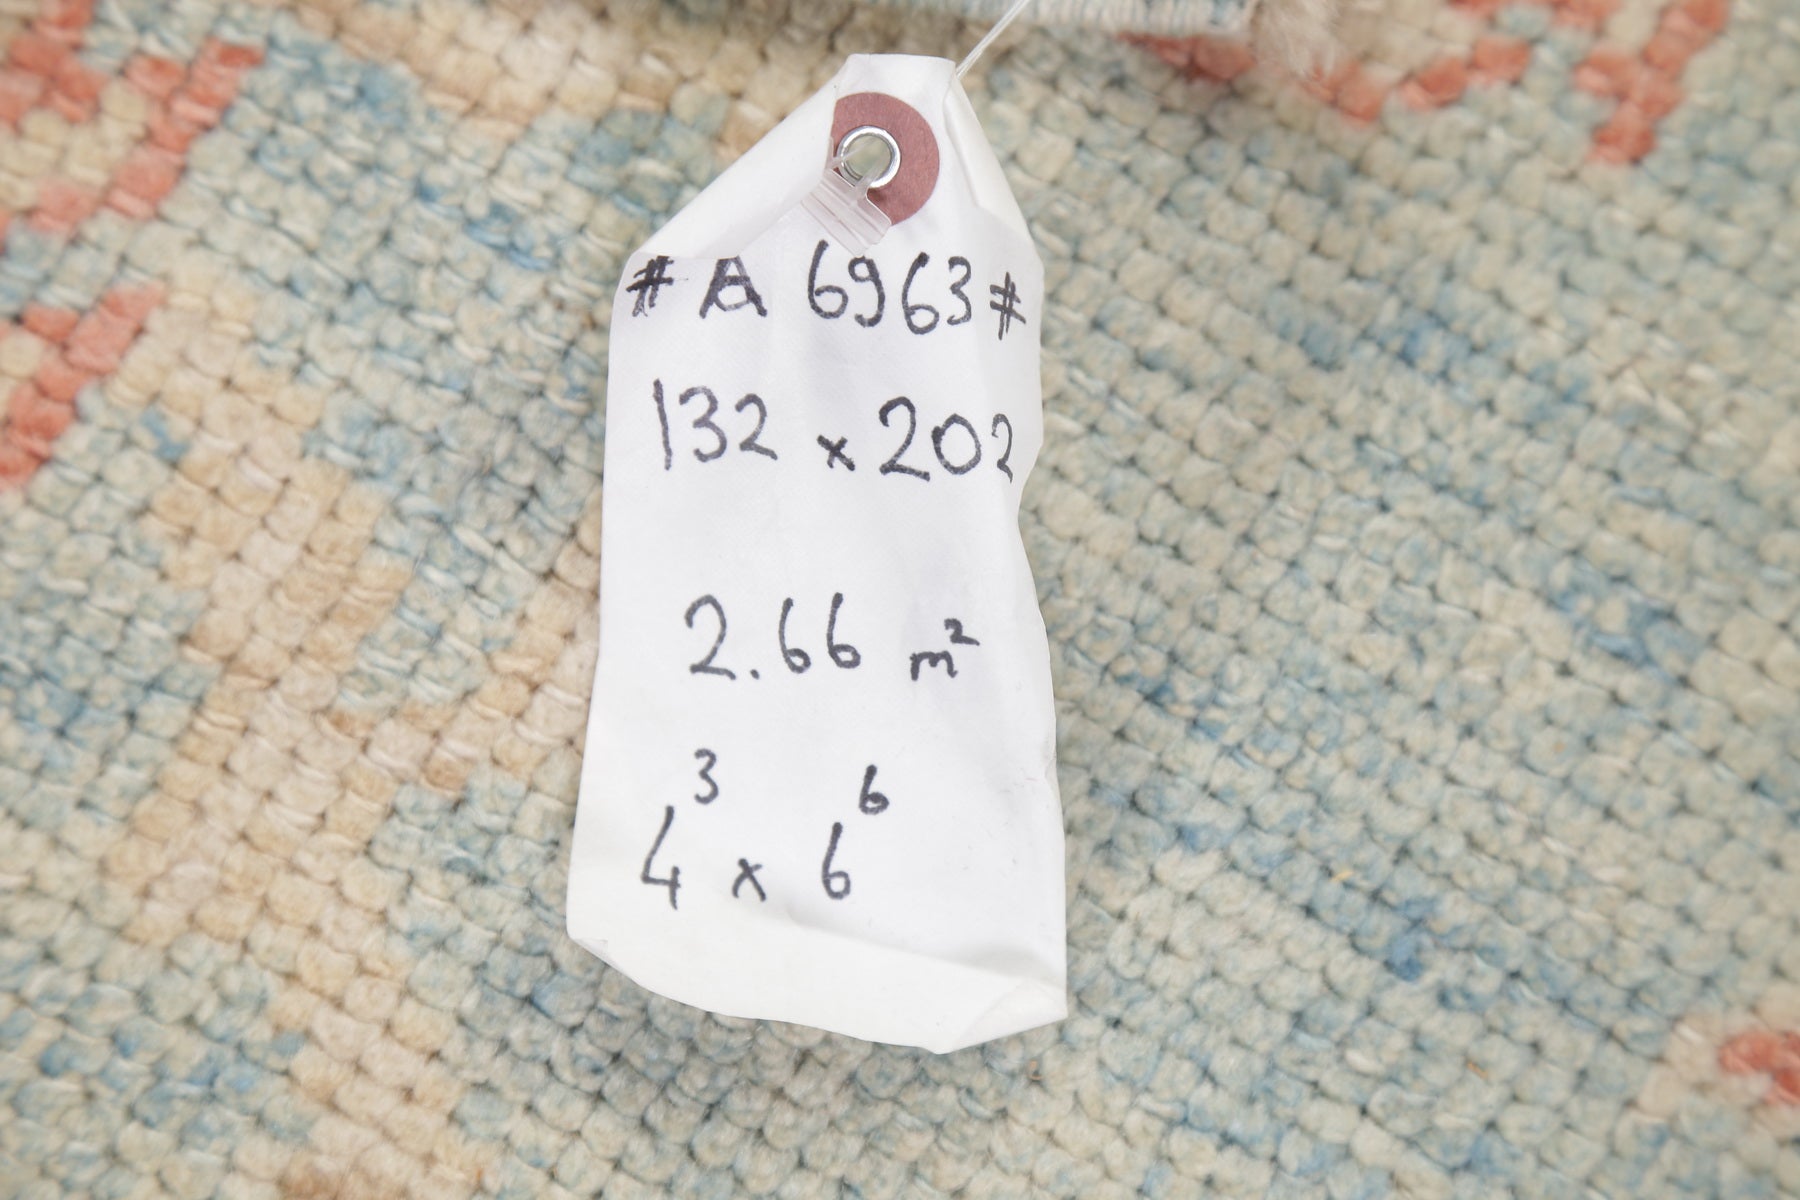 # A 6963 #
132 x 202
2.66 m²
4³ x 6⁶